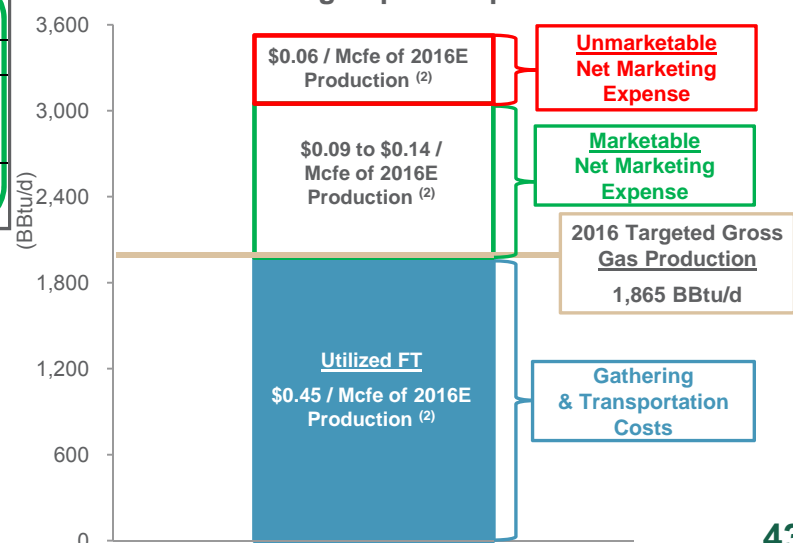 3,600
$0.06 / Mcfe of 2016E
Production (2)
Unmarketable
Net Marketing
Expense
3,000
$0.09 to $0.14 /
Mcfe of 2016E
Production (2)
Marketable
Net Marketing
Expense
2,400
(BBtu/d)
2016 Targeted Gross
Gas Production
1,865 BBtu/d
1,800
Utilized FT
$0.45 / Mcfe of 2016E
Production (2)
1,200
Gathering
& Transportation
Costs
600
0
43